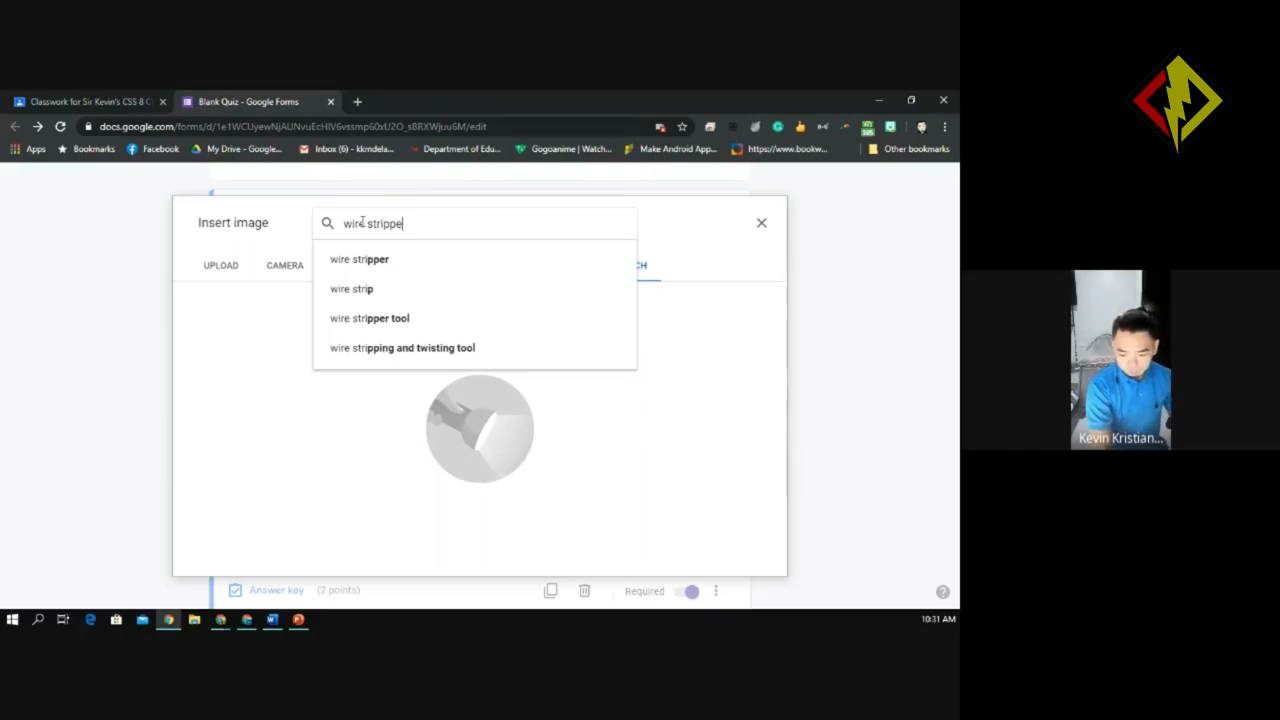 Classwork for Sir Kevin's CSS 8 C
Blank Quiz - Google Forms
docs.google.com/forms/d/1e1WCUyewNjAUNvuEcHIV6vssmp60xU2O_sBRXWjuu6M/edit
Apps
Bookmarks
Facebook
My Drive - Google...
Inbox (6) - kkmdela...
Department of Edu...
Gogoanime | Watch...
Make Android App...
https://www.bookw...
Other bookmarks
Insert image
wire strippe
UPLOAD
CAMERA
CH
wire stripper
wire strip
wire stripper tool
wire stripping and twisting tool
Answer key
(2 points)
Required
10:31 AM
Kevin Kristian...